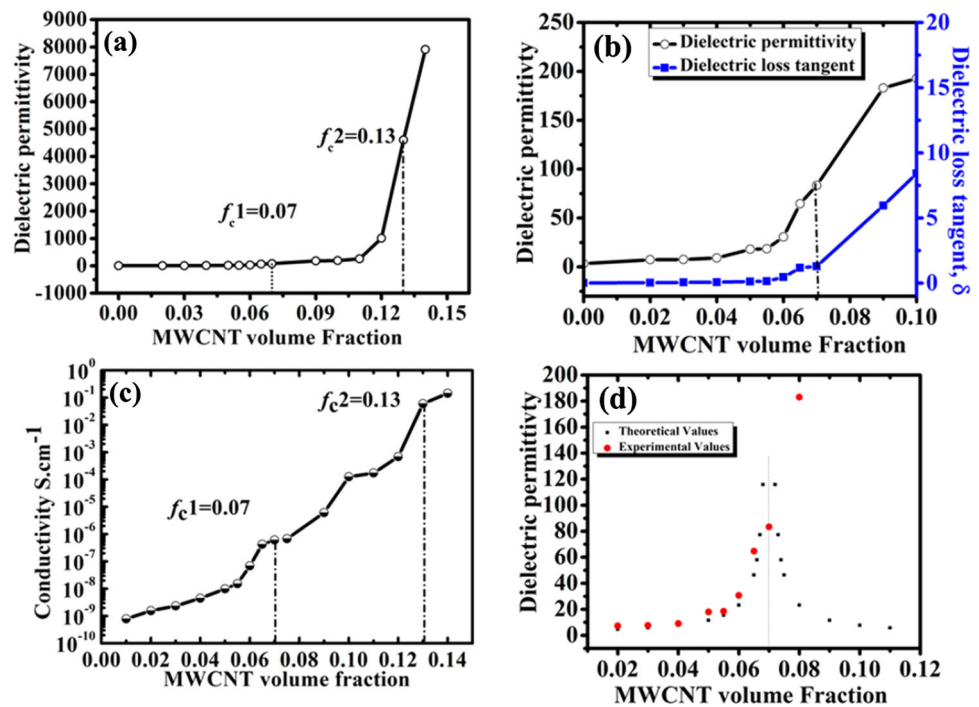 (a)
Dielectric permittivity
9000
8000
7000
6000
5000
4000
3000
2000
1000
0
-1000
fc2=0.13
fc1=0.07
0.00 0.03 0.06 0.09 0.12 0.15
MWCNT volume Fraction
(b)
Dielectric permittivity
Dielectric loss tangent
Dielectric permittivity
250
200
150
100
50
0
20
15
10
5
0
Dielectric loss tangent, δ
0.00 0.02 0.04 0.06 0.08 0.10
MWCNT volume Fraction
(c)
Conductivity S.cm-1
10^0
10^-1
10^-2
10^-3
10^-4
10^-5
10^-6
10^-7
10^-8
10^-9
10^-10
fc2=0.13
fc1=0.07
0.00 0.02 0.04 0.06 0.08 0.10 0.12 0.14
MWCNT volume fraction
(d)
Theoretical Values
Experimental Values
Dielectric permittivty
200
180
160
140
120
100
80
60
40
20
0
0.02 0.04 0.06 0.08 0.10 0.12
MWCNT volume Fraction